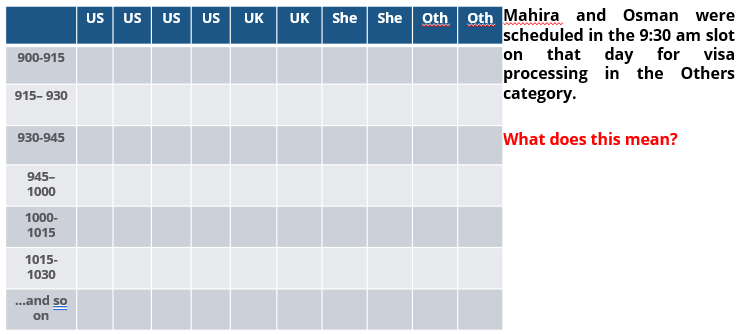 US US US US UK UK She She Oth Oth
900-915
915– 930
930-945
945–
1000
1000-
1015
1015-
1030
...and so
on
Mahira and Osman were
scheduled in the 9:30 am slot
on that day for visa
processing in the Others
category.
What does this mean?